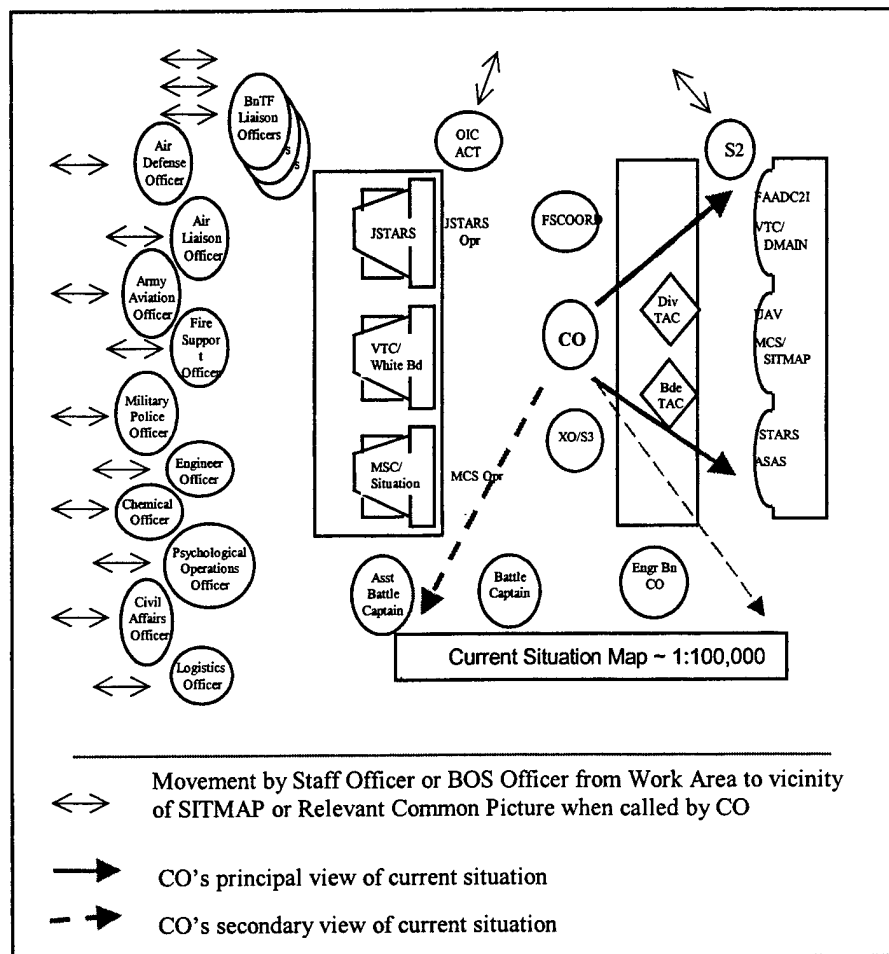 BnTF
Liaison
Officers
s
s
Air
Defense
Officer
Air
Liaison
Officer
Army
Aviation
Officer
Fire
Suppor
t
Officer
Military
Police
Officer
Engineer
Officer
Chemical
Officer
Psychological
Operations
Officer
Civil
Affairs
Officer
Logistics
Officer
OIC
ACT
JSTARS
JSTARS
Opr
VTC/
White Bd
MSC/
Situation
MCS Opr
FSCOORD
CO
XO/S3
S2
Div
TAC
Bde
TAC
FAADC2I
VTC/
DMAIN
UAV
MCS/
SITMAP
JSTARS
ASAS
Asst
Battle
Captain
Battle
Captain
Engr Bn
CO
Current Situation Map ~ 1:100,000
Movement by Staff Officer or BOS Officer from Work Area to vicinity
of SITMAP or Relevant Common Picture when called by CO
CO's principal view of current situation
CO's secondary view of current situation